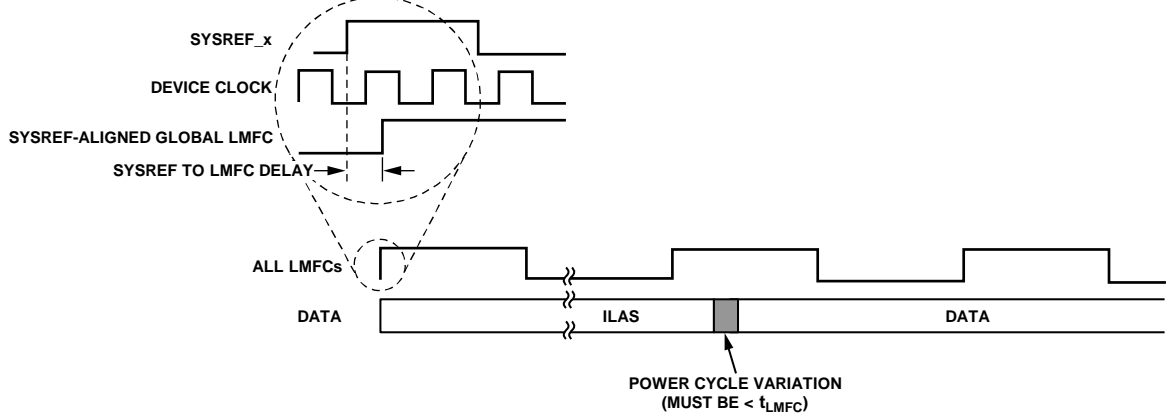 SYSREF_x
DEVICE CLOCK
SYSREF-ALIGNED GLOBAL LMFC
SYSREF TO LMFC DELAY
ALL LMFCs
DATA
ILAS
DATA
POWER CYCLE VARIATION
(MUST BE < tLMFC)